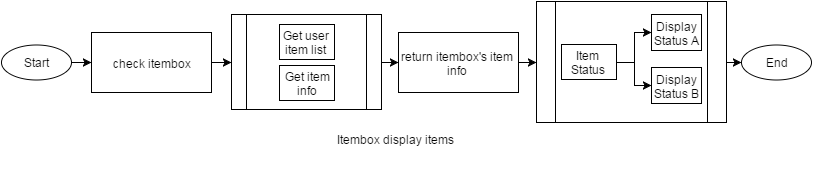 Start
check itembox
Get user
item list
Get item
info
return itembox's item
info
Item
Status
Display
Status A
Display
Status B
End
Itembox display items